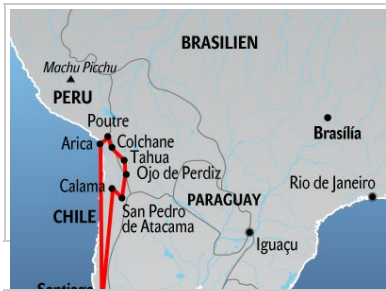 BRASILIEN
Machu Picchu
PERU
Poutre
Arica
Colchane
Tahua
Brasília
Ojo de Perdiz
Calama
PARAGUAY
Rio de Janeiro
CHILE
San Pedro
de Atacama
Iguaçu
Santiago